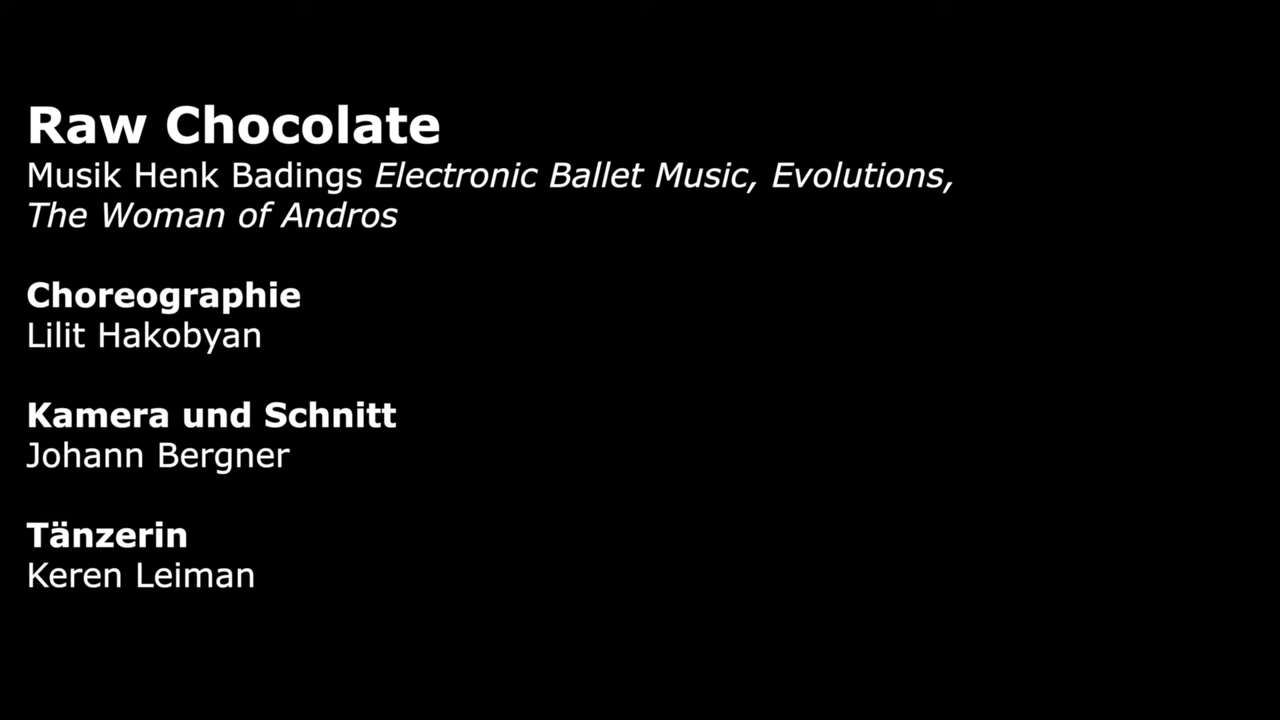 Raw Chocolate
Musik Henk Badings Electronic Ballet Music, Evolutions,
The Woman of Andros
Choreographie
Lilit Hakobyan
Kamera und Schnitt
Johann Bergner
Tänzerin
Keren Leiman